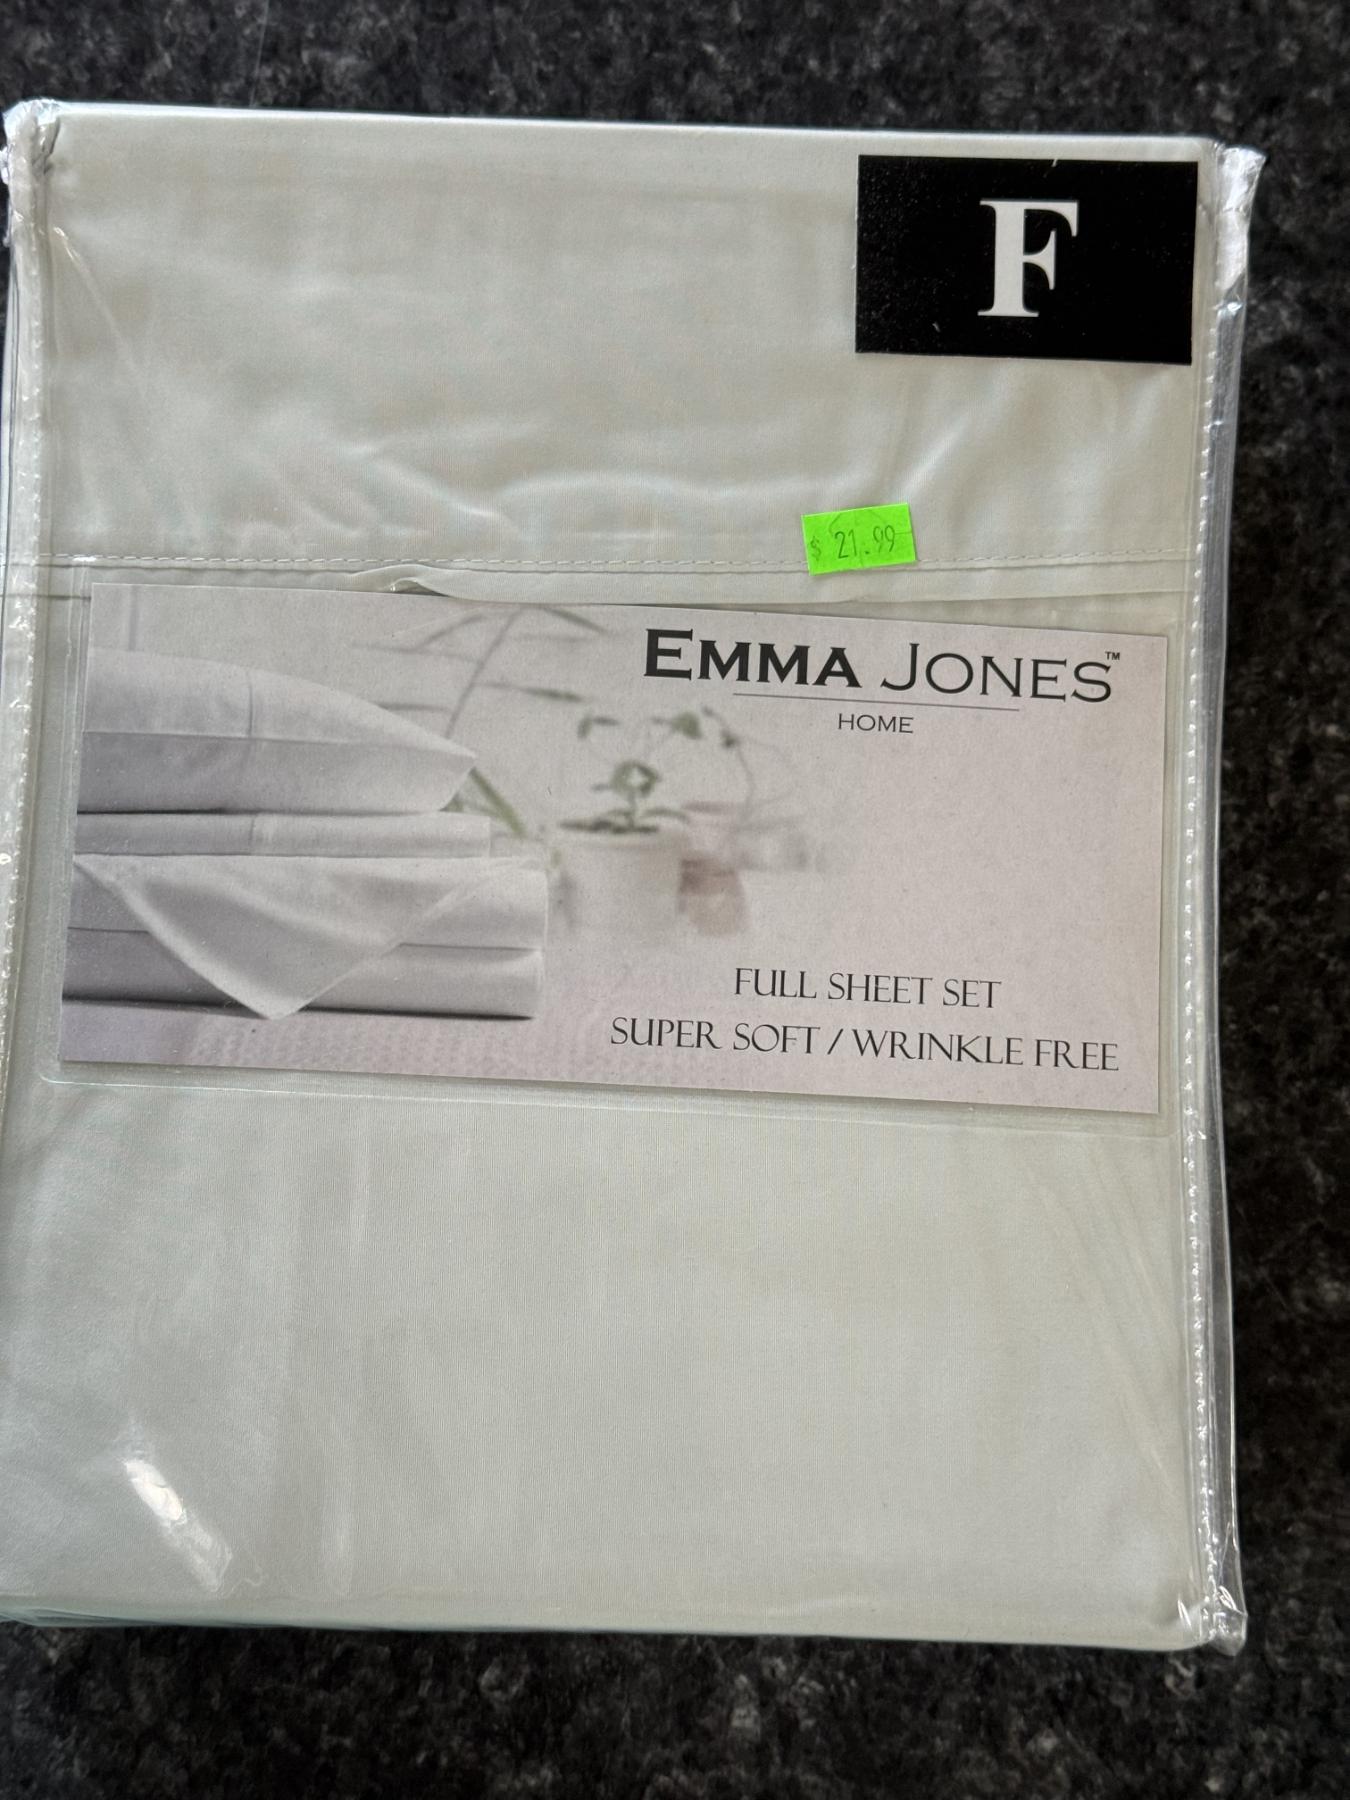 F
$ 21.99
EMMA JONES™
HOME
FULL SHEET SET
SUPER SOFT / WRINKLE FREE